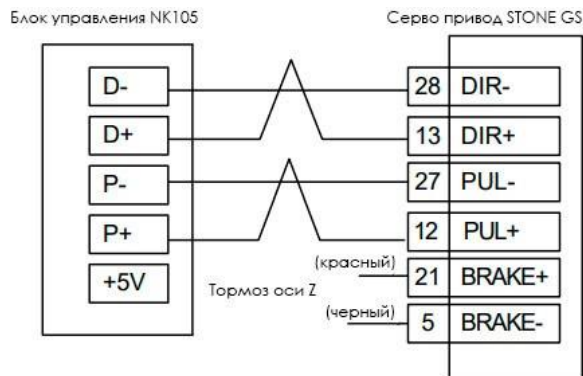 Блок управления NK105
Серво привод STONE GS
D-
28 DIR-
D+
13 DIR+
P-
27 PUL-
P+
12 PUL+
(красный)
21 BRAKE+
+5V
Тормоз оси Z
(черный)
5 BRAKE-